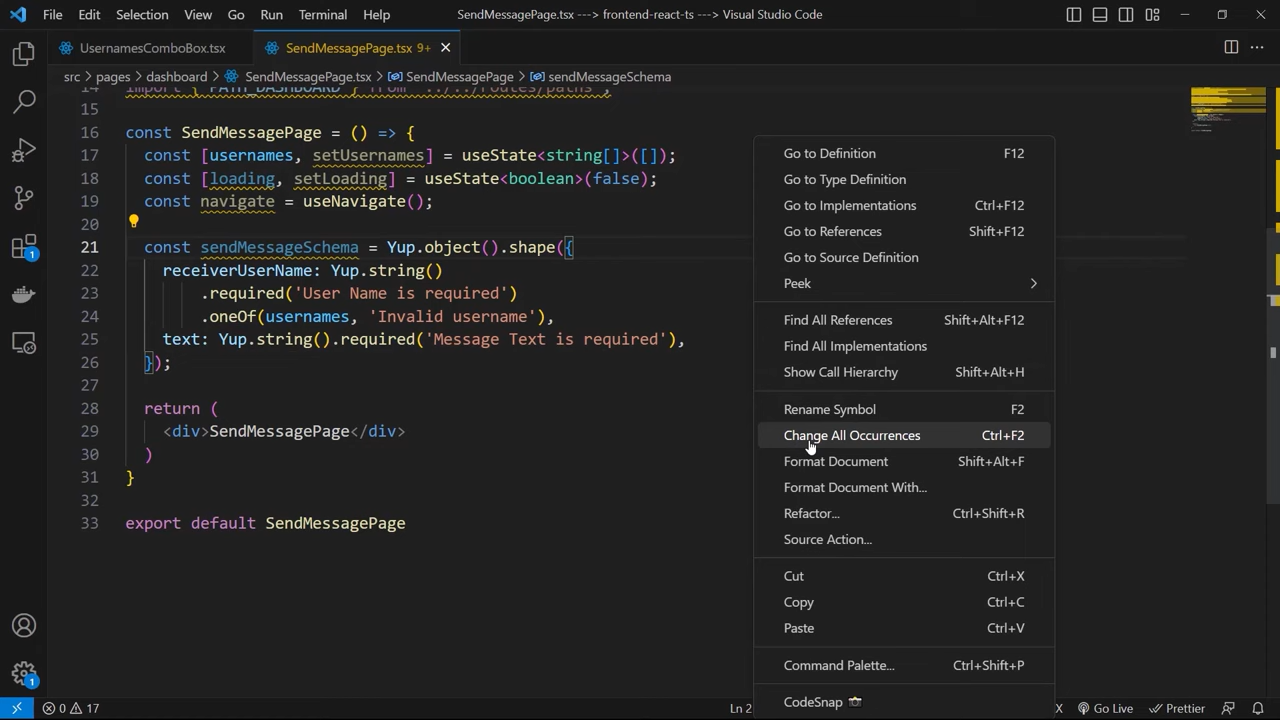 File Edit Selection View Go Run Terminal Help SendMessagePage.tsx ---> frontend-react-ts ---> Visual Studio Code
UsernamesComboBox.tsx SendMessagePage.tsx 9+
src > pages > dashboard > SendMessagePage.tsx > SendMessagePage > sendMessageSchema
14 import { PATH_DASHBOARD } from '../../routes/paths';
15
16 const SendMessagePage = () => {
17 const [usernames, setUsernames] = useState<string[]>([]);
18 const [loading, setLoading] = useState<boolean>(false);
19 const navigate = useNavigate();
20
21 const sendMessageSchema = Yup.object().shape({
22 receiverUserName: Yup.string()
23 .required('User Name is required')
24 .oneOf(usernames, 'Invalid username'),
25 text: Yup.string().required('Message Text is required'),
26 });
27
28 return (
29 <div>SendMessagePage</div>
30 )
31 }
32
33 export default SendMessagePage
Go to Definition F12
Go to Type Definition
Go to Implementations Ctrl+F12
Go to References Shift+F12
Go to Source Definition
Peek
Find All References Shift+Alt+F12
Find All Implementations
Show Call Hierarchy Shift+Alt+H
Rename Symbol F2
Change All Occurrences Ctrl+F2
Format Document Shift+Alt+F
Format Document With...
Refactor... Ctrl+Shift+R
Source Action...
Cut Ctrl+X
Copy Ctrl+C
Paste Ctrl+V
Command Palette... Ctrl+Shift+P
CodeSnap
1
1
0 17 Ln 2 X Go Live Prettier